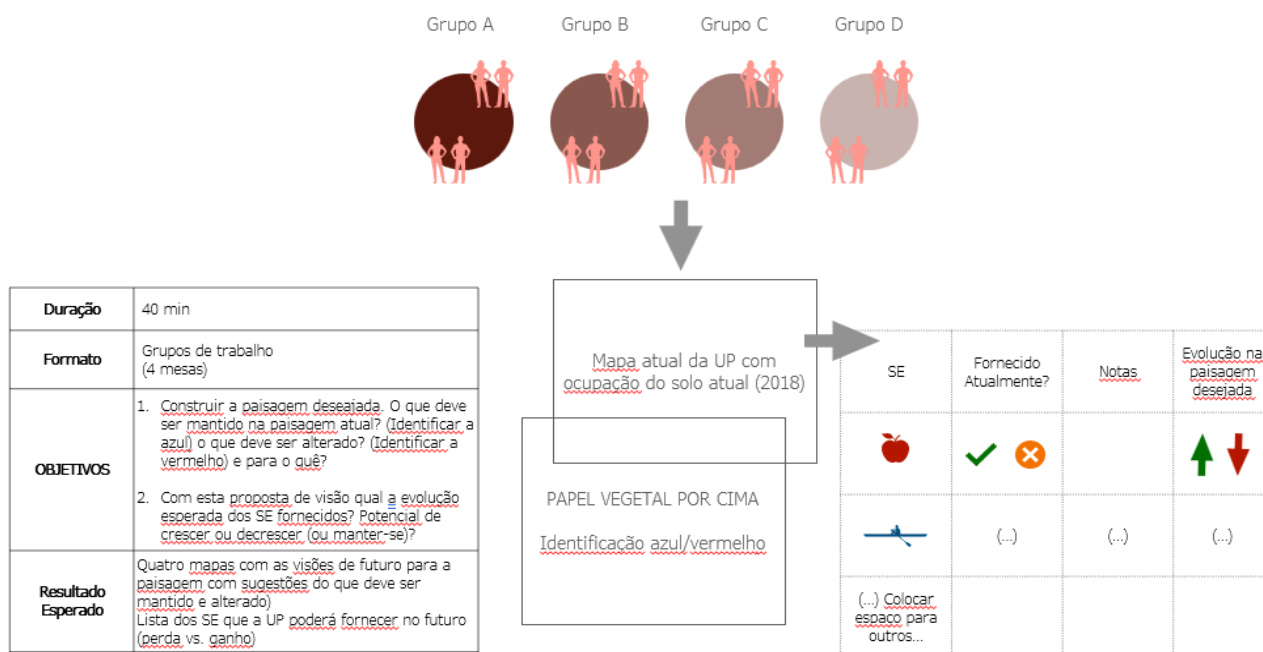 Grupo A
Grupo B
Grupo C
Grupo D
Duração
40 min
Formato
Grupos de trabalho
(4 mesas)
OBJETIVOS
1. Construir a paisagem desejada. O que deve
ser mantido na paisagem atual? (Identificar a
azul) o que deve ser alterado? (Identificar a
vermelho) e para o quê?
2. Com esta proposta de visão qual a evolução
esperada dos SE fornecidos? Potencial de
crescer ou decrescer (ou manter-se)?
Resultado
Esperado
Quatro mapas com as visões de futuro para a
paisagem com sugestões do que deve ser
mantido e alterado)
Lista dos SE que a UP poderá fornecer no futuro
(perda vs. ganho)
Mapa atual da UP com
ocupação do solo atual (2018)
PAPEL VEGETAL POR CIMA
Identificação azul/vermelho
SE
Fornecido
Atualmente?
Notas
Evolução na
paisagem
desejada
(...)
(...)
(...)
(...) Colocar
espaço para
outros...